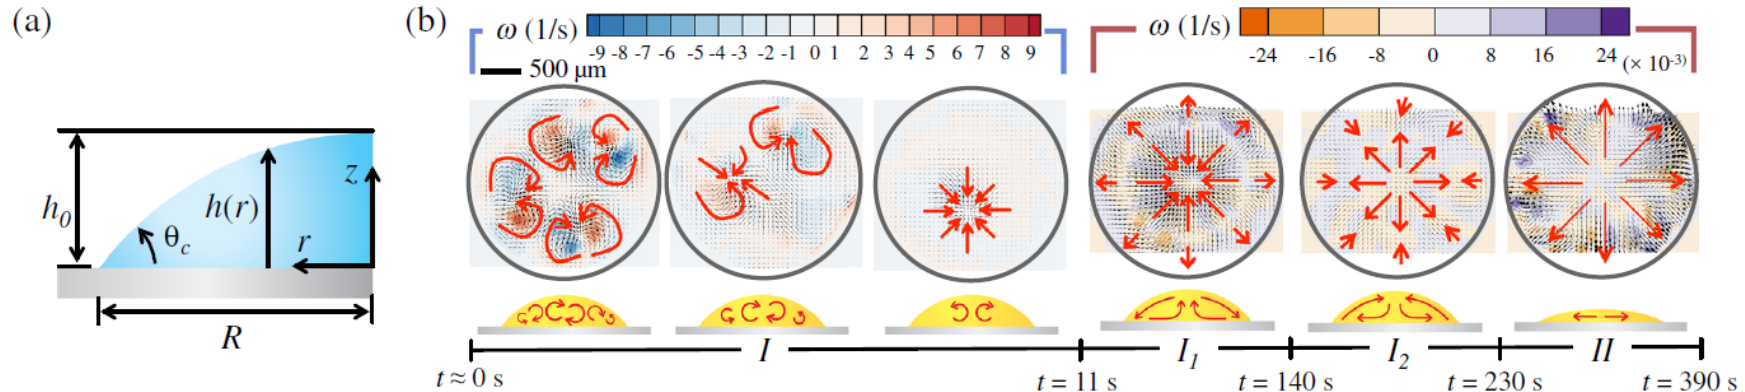 (a)
h₀
h(r)
z
θc
r
R
(b)
ω (1/s)
-9 -8 -7 -6 -5 -4 -3 -2 -1 0 1 2 3 4 5 6 7 8 9
500 μm
ω (1/s)
-24 -16 -8 0 8 16 24 (× 10⁻³)
I I₁ I₂ II
t ≈ 0 s t = 11 s t = 140 s t = 230 s t = 390 s